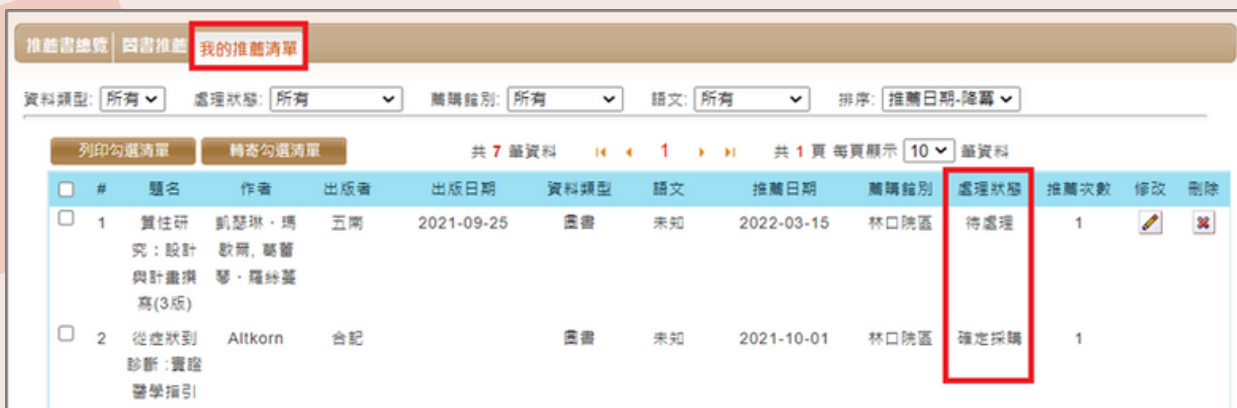 推薦書總覽 圖書推薦 我的推薦清單
資料類型: 所有 處理狀態: 所有 薦購館別: 所有 語文: 所有 排序: 推薦日期-降冪
列印勾選清單 轉寄勾選清單 共 7 筆資料 1 共 1 頁 每頁顯示 10 筆資料
# 題名 作者 出版者 出版日期 資料類型 語文 推薦日期 薦購館別 處理狀態 推薦次數 修改 刪除
1 質性研 凱瑟琳·瑪 五南 2021-09-25 圖書 未知 2022-03-15 林口院區 待處理 1
究：設計 歇爾, 葛蕾
與計畫撰 琴·羅絲蔓
寫(3版)
2 從症狀到 Altkorn 合記 圖書 未知 2021-10-01 林口院區 確定採購 1
診斷:實證
醫學指引